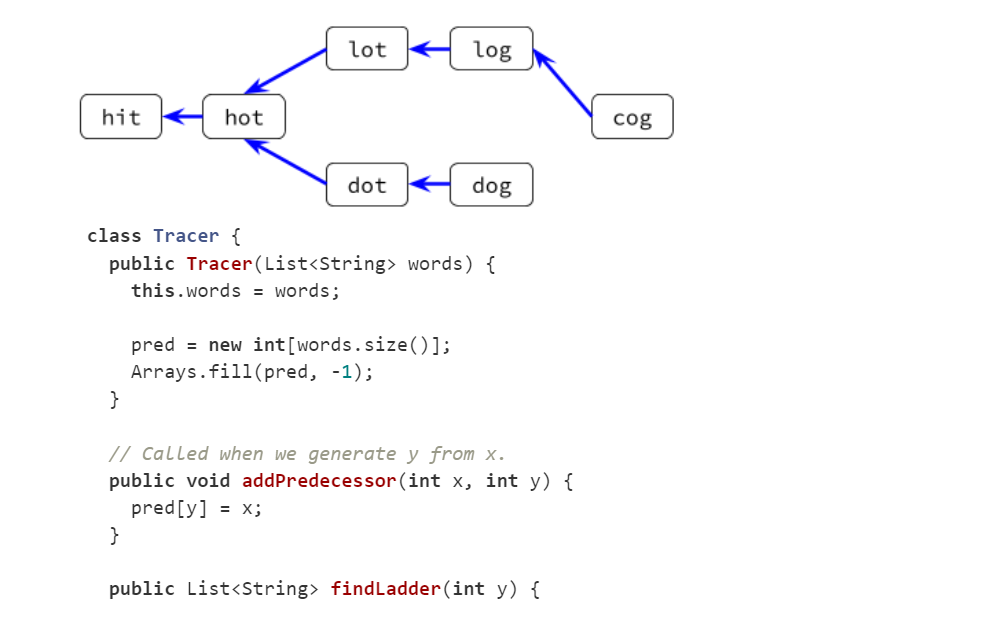 lot log
hit hot cog
dot dog
class Tracer {
  public Tracer(List<String> words) {
    this.words = words;

    pred = new int[words.size()];
    Arrays.fill(pred, -1);
  }

  // Called when we generate y from x.
  public void addPredecessor(int x, int y) {
    pred[y] = x;
  }

  public List<String> findLadder(int y) {